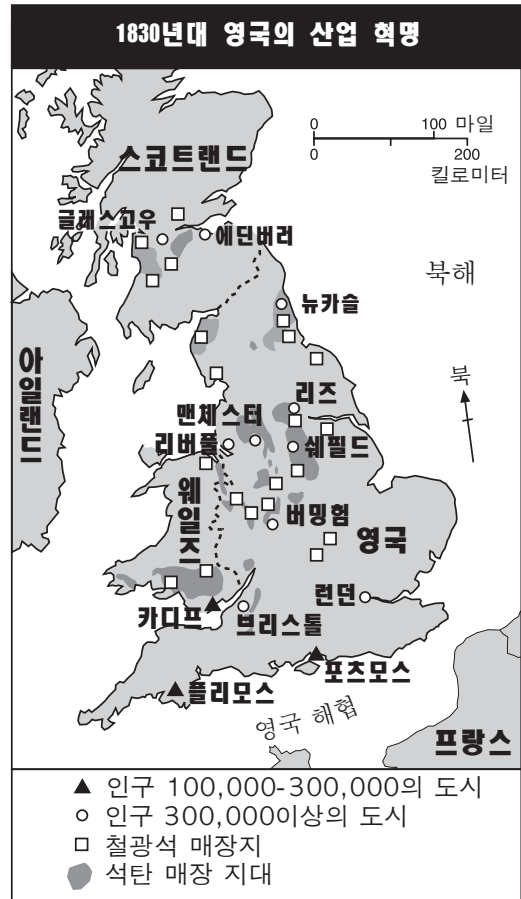 1830년대 영국의 산업 혁명
0 100 마일
0 200
킬로미터
스코트랜드
글래스고우
에딘버러
북해
뉴카슬
아일랜드
북
리즈
맨체스터
리버풀
쉐필드
웨일즈
버밍험
영국
런던
카디프
브리스톨
포츠모스
플리모스
영국 해협
프랑스
▲ 인구 100,000-300,000의 도시
○ 인구 300,000이상의 도시
□ 철광석 매장지
석탄 매장 지대